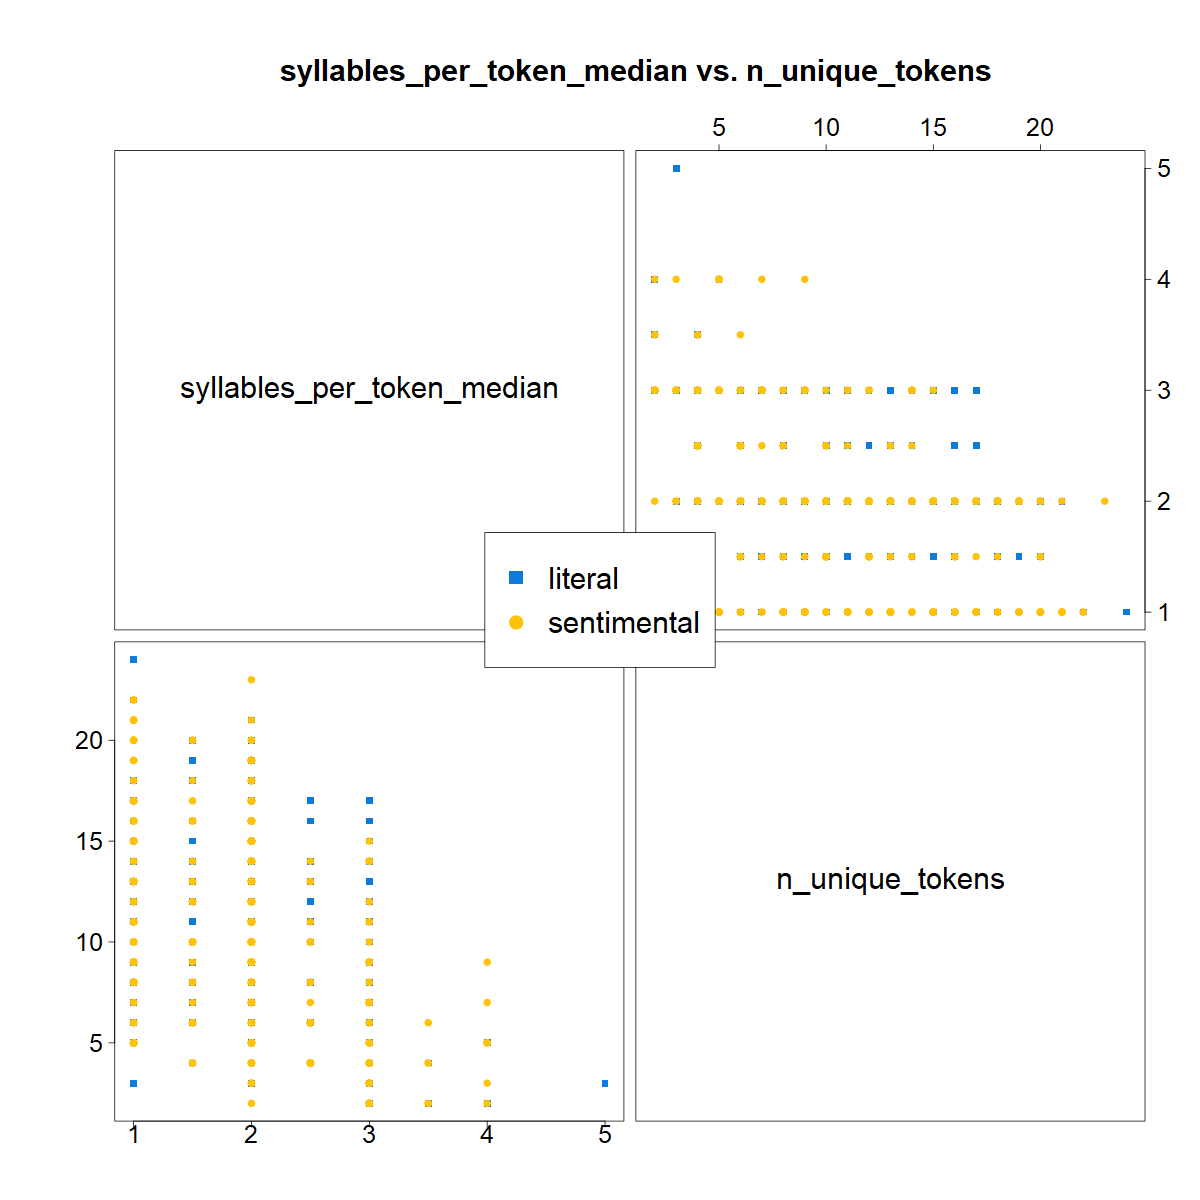 syllables_per_token_median vs. n_unique_tokens
5 10 15 20
5
4
syllables_per_token_median
3
2
literal
sentimental
1
20
15
n_unique_tokens
10
5
1 2 3 4 5